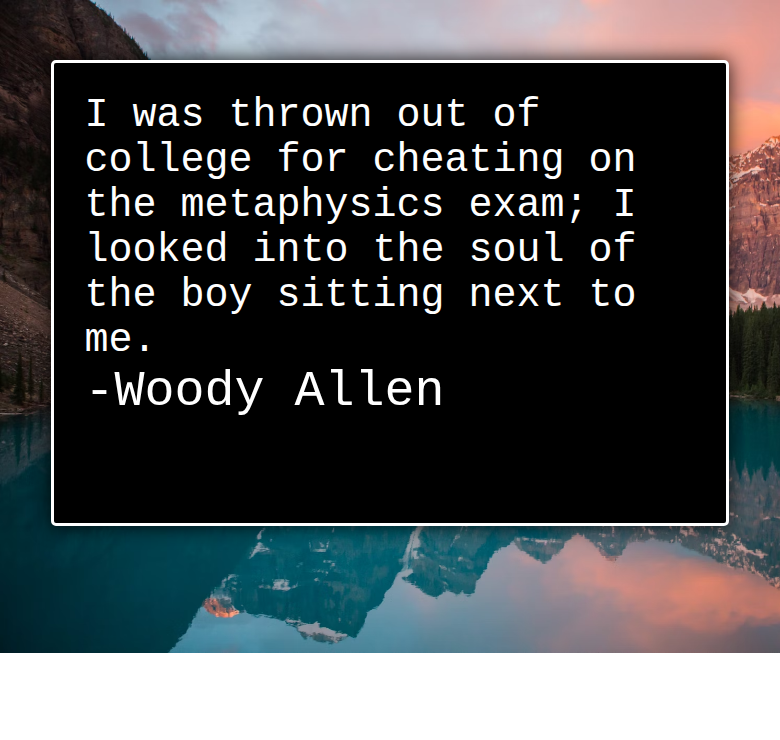 I was thrown out of
college for cheating on
the metaphysics exam; I
looked into the soul of
the boy sitting next to
me.
-Woody Allen